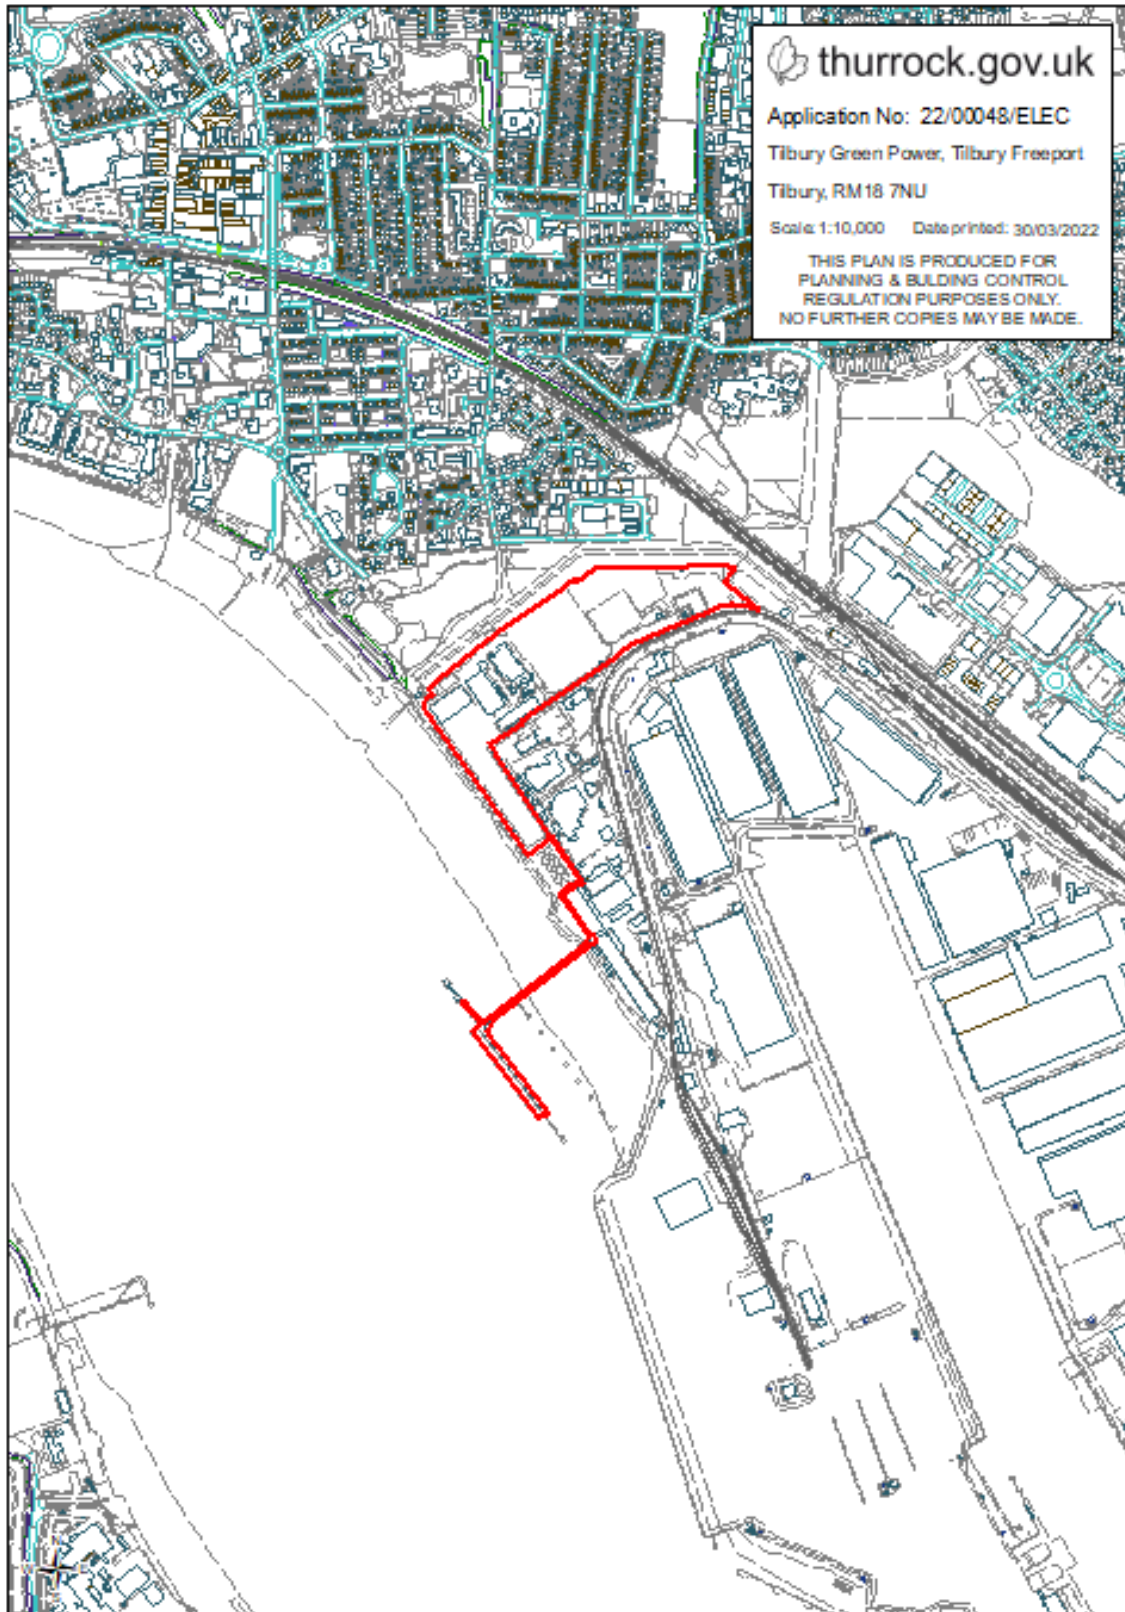 thurrock.gov.uk
Application No: 22/00048/ELEC
Tilbury Green Power, Tilbury Freeport
Tilbury, RM18 7NU
Scale: 1:10,000 Date printed: 30/03/2022
THIS PLAN IS PRODUCED FOR
PLANNING & BULDING CONTROL
REGULATION PURPOSES ONLY.
NO FURTHER COPIES MAY BE MADE.